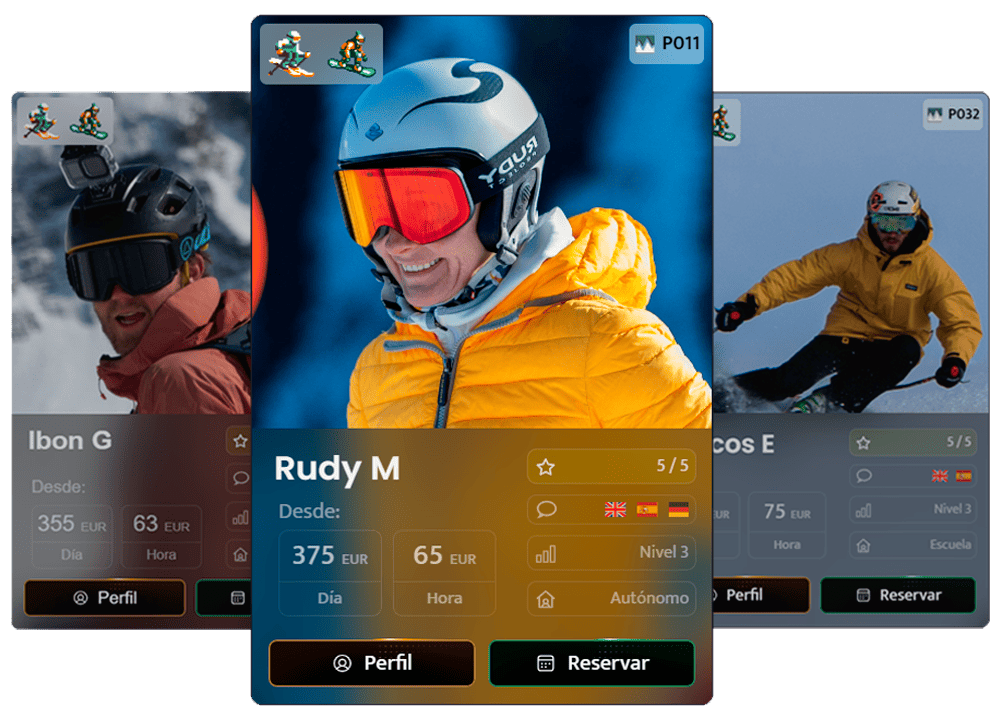 Ibon G
Desde:
355 EUR
Día
63 EUR
Hora
Perfil
P011
RUDY
PROJECT
Rudy M
5 / 5
Desde:
375 EUR
Día
65 EUR
Hora
Nivel 3
Autónomo
Perfil
Reservar
P032
cos E
5 / 5
UR
75 EUR
Hora
Nivel 3
Escuela
Perfil
Reservar